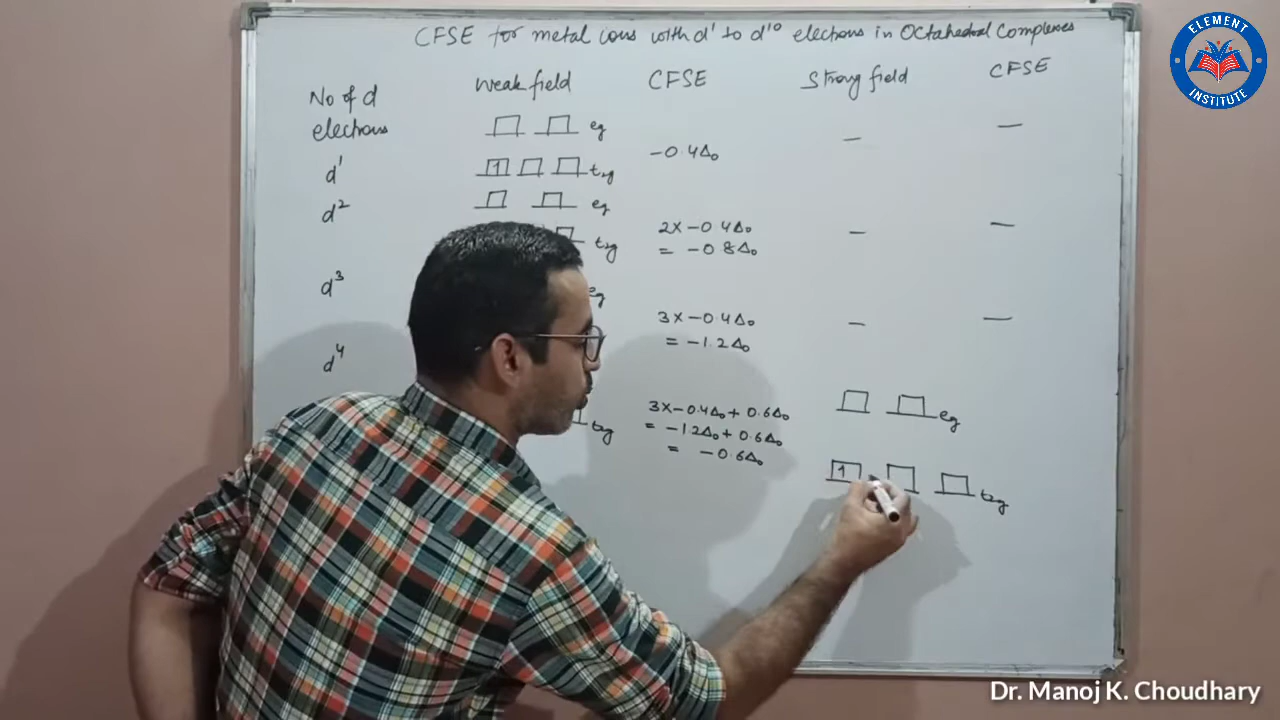 CFSE for metal ions with d¹ to d¹⁰ electrons in Octahedral Complexes
ELEMENT
INSTITUTE
No of d
electrons
Weak field
CFSE
Strong field
CFSE
d¹
eg
1
t₂g
-0.4Δ₀
—
—
d²
eg
t₂g
2x-0.4Δ₀
= -0.8Δ₀
—
—
d³
eg
3x-0.4Δ₀
= -1.2Δ₀
—
—
d⁴
t₂g
3x-0.4Δ₀+0.6Δ₀
= -1.2Δ₀+0.6Δ₀
= -0.6Δ₀
eg
1
t₂g
Dr. Manoj K. Choudhary